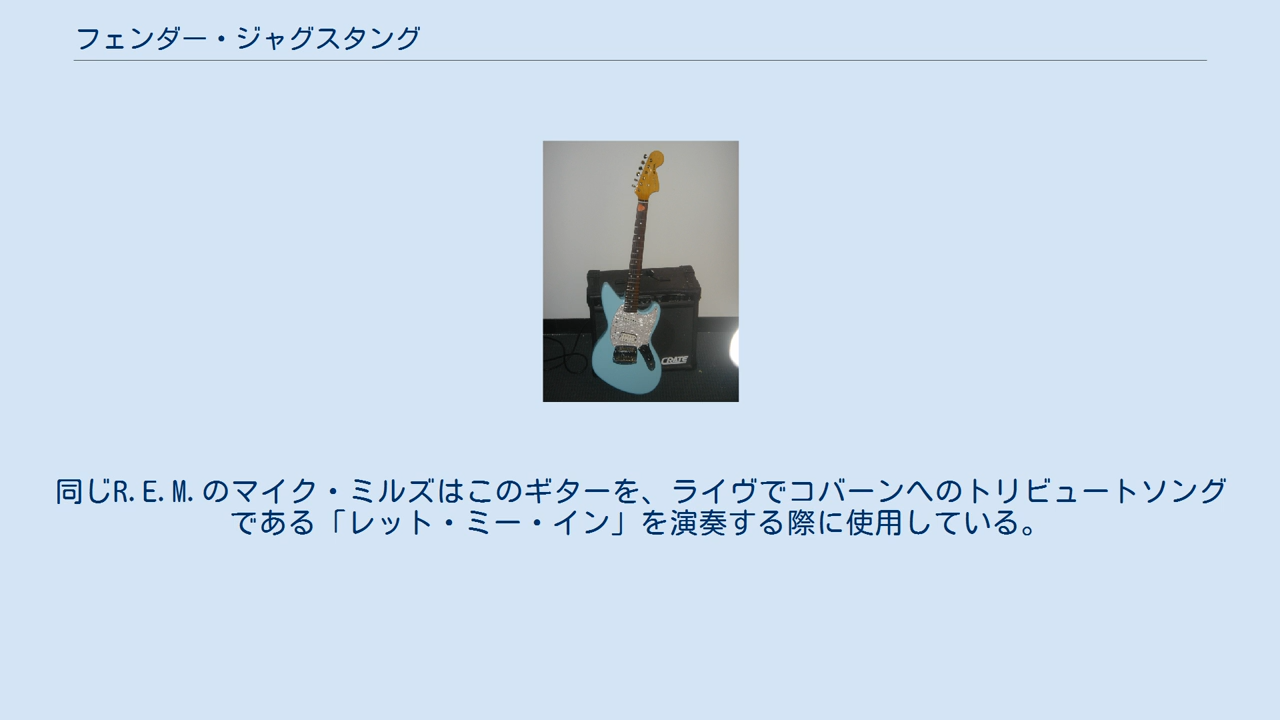 フェンダー・ジャグスタング
CRATE
同じR.E.M.のマイク・ミルズはこのギターを、ライヴでコバーンへのトリビュートソング
である「レット・ミー・イン」を演奏する際に使用している。